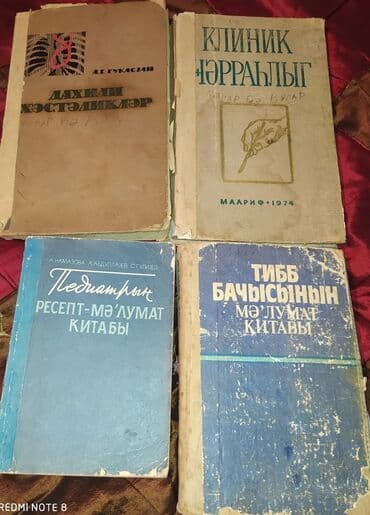 А.Г. ГУКАСЈАН
ДАХИЛИ
ХӘСТӘЛИКЛӘР
КЛИНИК
ҸӘРРАҺЛЫГ
МААРИФ • 1974
Педиатрын
РЕСЕПТ-МӘ'ЛУМАТ
КИТАБЫ
ТИББ
БАЧЫСЫНЫН
МӘ'ЛУМАТ
КИТАБЫ
REDMI NOTE 8